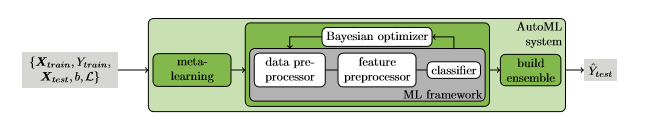 {X_train, Y_train,
X_test, b, L}
meta-
learning
Bayesian optimizer
data pre-
processor
feature
preprocessor
classifier
ML framework
AutoML
system
build
ensemble
Ŷ_test